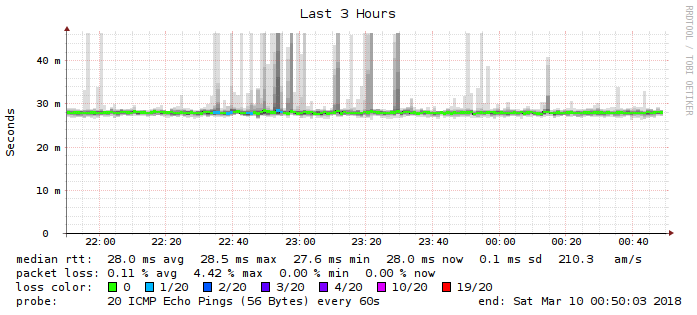 Last 3 Hours
RRDTOOL / TOBI OETIKER
Seconds
40 m
30 m
20 m
10 m
0
22:00 22:20 22:40 23:00 23:20 23:40 00:00 00:20 00:40
median rtt: 28.0 ms avg 28.5 ms max 27.6 ms min 28.0 ms now 0.1 ms sd 210.3 am/s
packet loss: 0.11 % avg 4.42 % max 0.00 % min 0.00 % now
loss color: 0 1/20 2/20 3/20 4/20 10/20 19/20
probe: 20 ICMP Echo Pings (56 Bytes) every 60s end: Sat Mar 10 00:50:03 2018